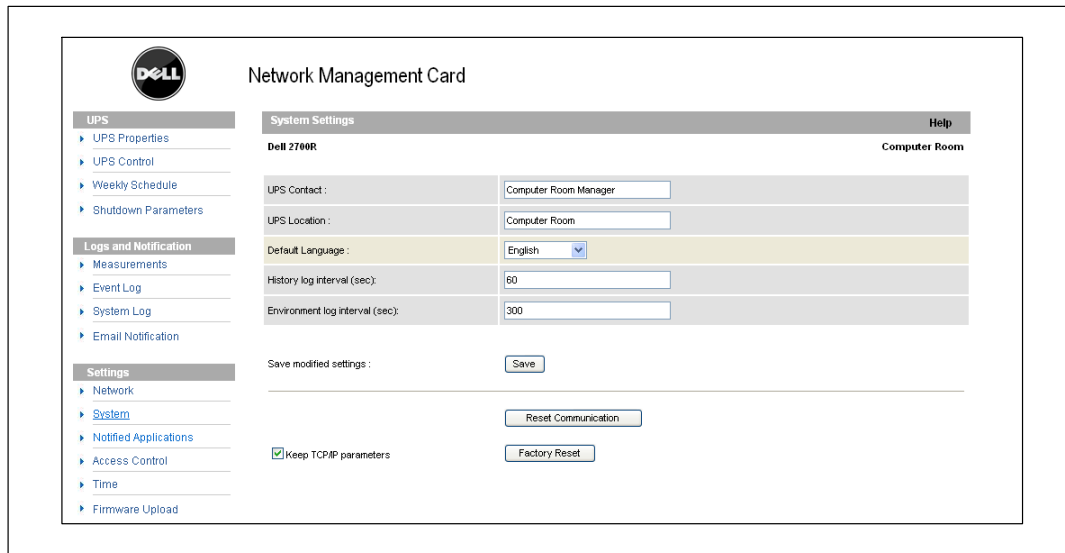 DELL
Network Management Card
UPS
UPS Properties
UPS Control
Weekly Schedule
Shutdown Parameters
Logs and Notification
Measurements
Event Log
System Log
Email Notification
Settings
Network
System
Notified Applications
Access Control
Time
Firmware Upload
System Settings Help
Dell 2700R Computer Room
UPS Contact : Computer Room Manager
UPS Location : Computer Room
Default Language : English
History log interval (sec): 60
Environment log interval (sec): 300
Save modified settings : Save
Reset Communication
Keep TCP/IP parameters Factory Reset